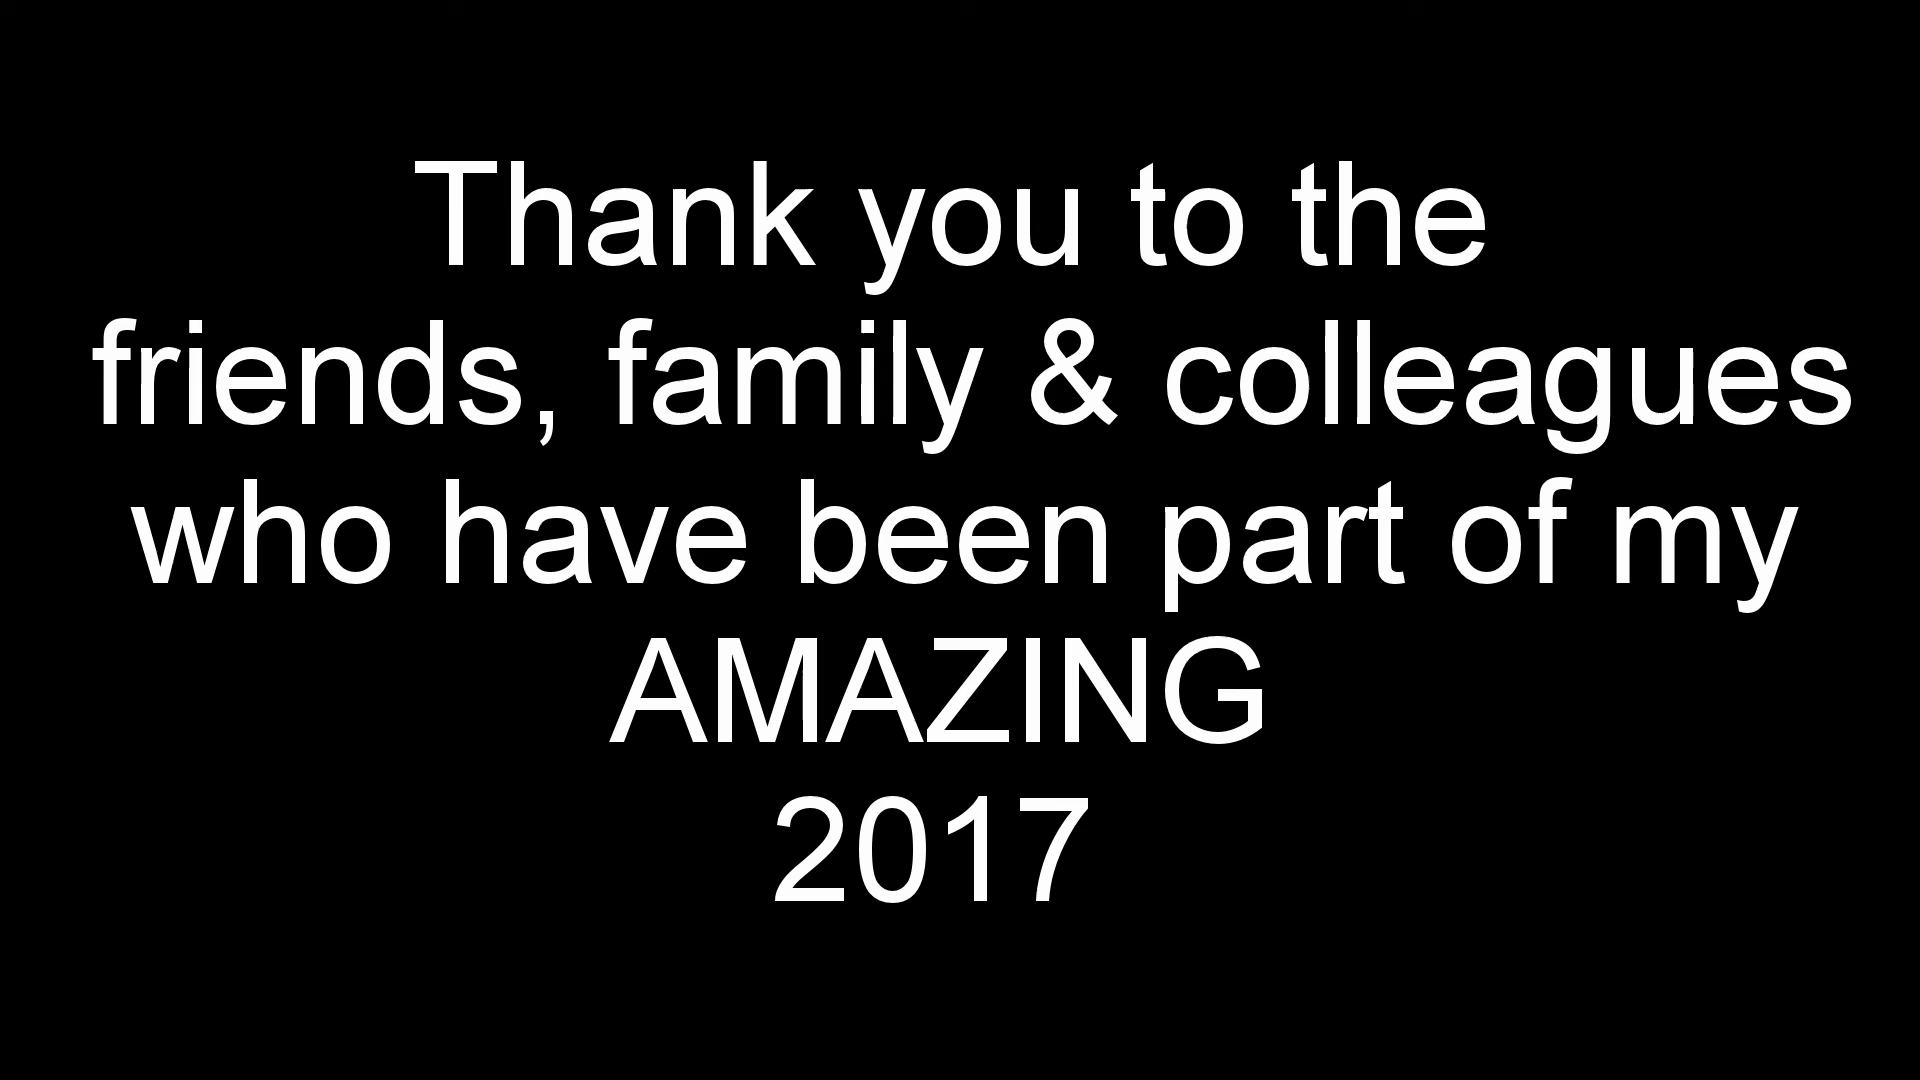 Thank you to the
friends, family & colleagues
who have been part of my
AMAZING
2017